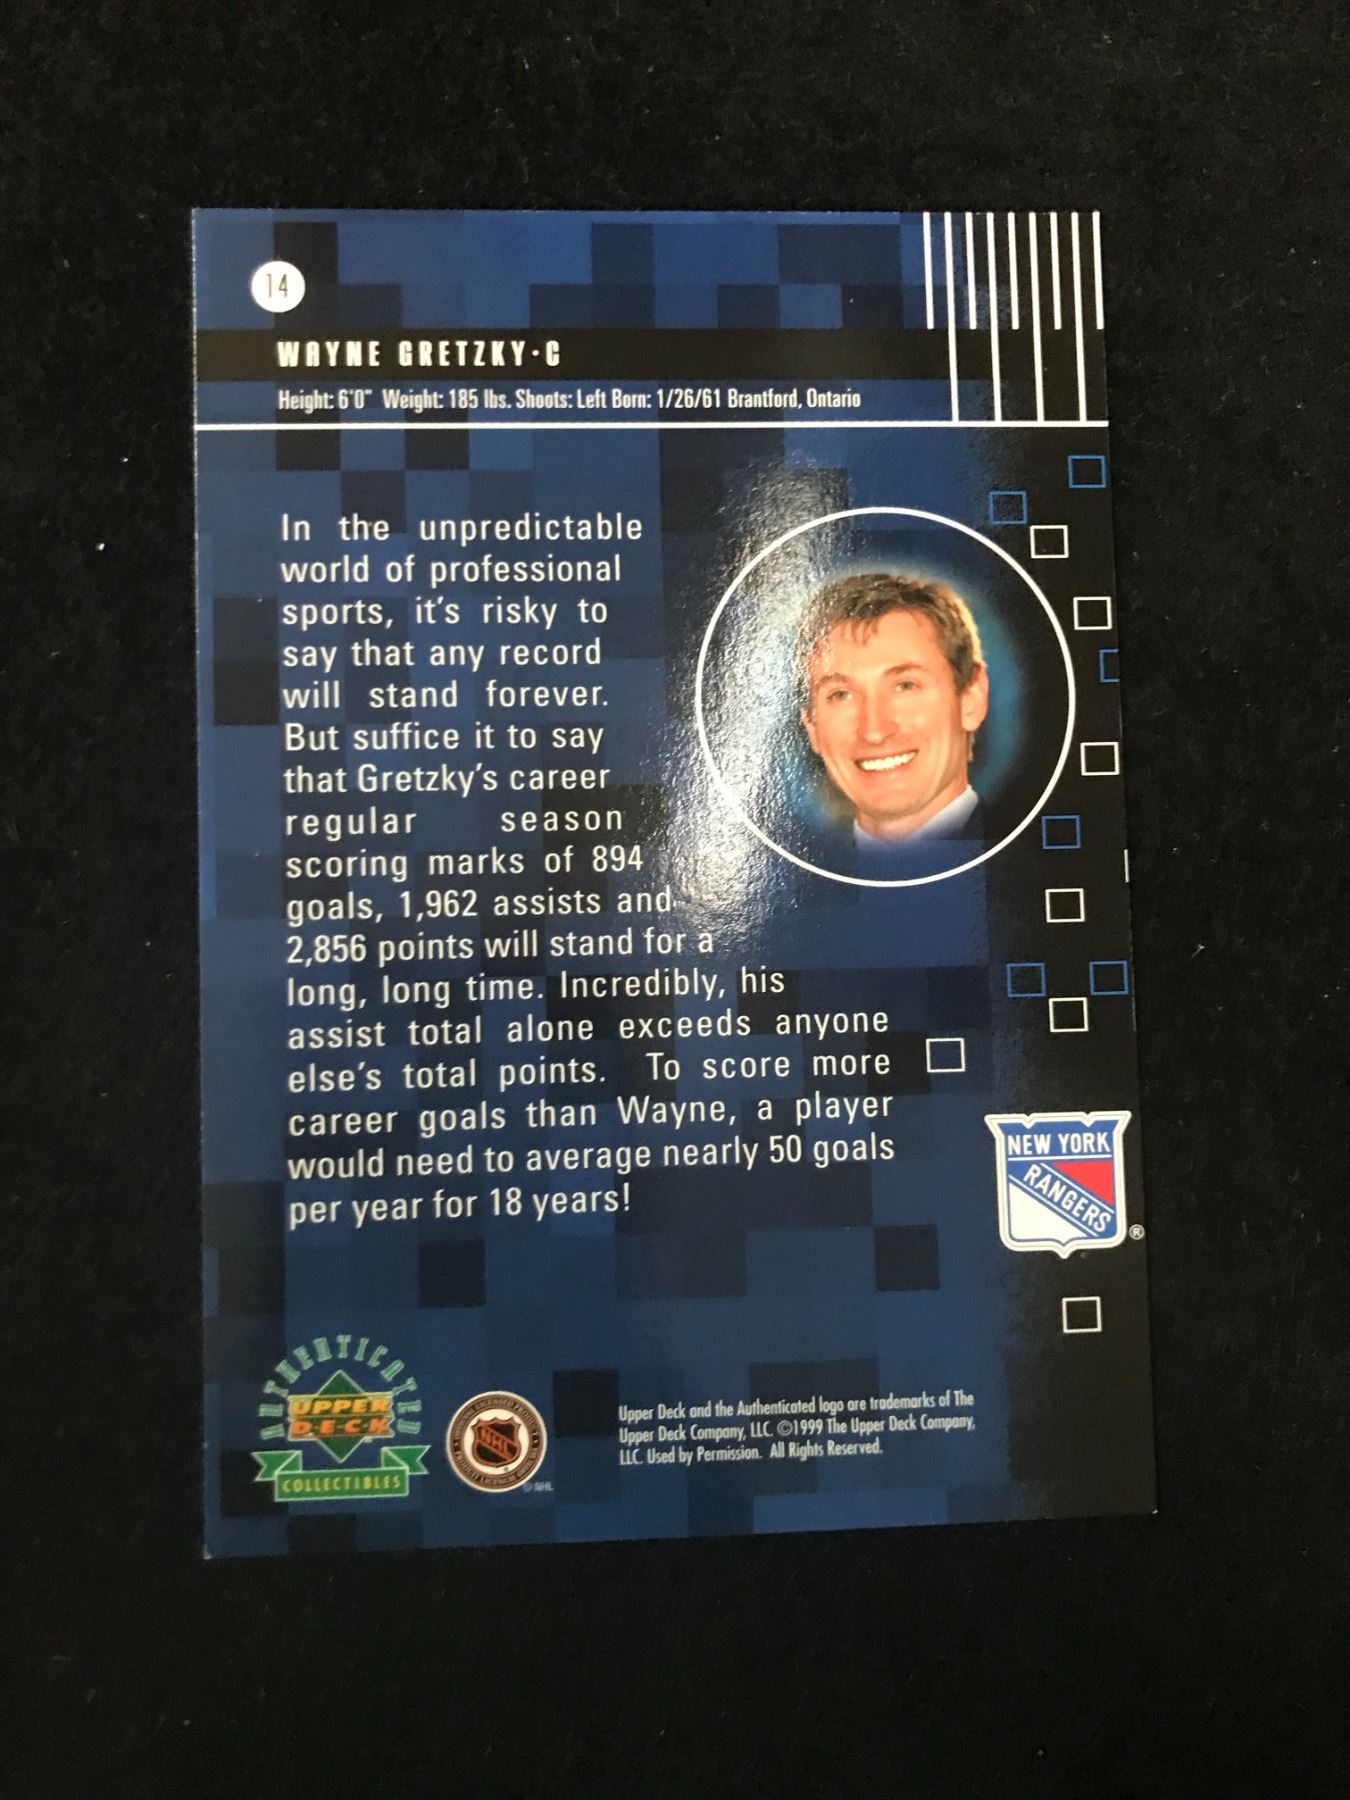 14
WAYNE GRETZKY·C
Height: 6'0" Weight: 185 lbs. Shoots: Left Born: 1/26/61 Brantford, Ontario
In the unpredictable
world of professional
sports, it's risky to
say that any record
will stand forever.
But suffice it to say
that Gretzky's career
regular season
scoring marks of 894
goals, 1,962 assists and
2,856 points will stand for a
long, long time. Incredibly, his
assist total alone exceeds anyone
else's total points. To score more
career goals than Wayne, a player
would need to average nearly 50 goals
per year for 18 years!
NEW YORK
RANGERS
®
AUTHENTICATED
UPPER
D.E.C.K
COLLECTIBLES
NHL
© NHL
Upper Deck and the Authenticated logo are trademarks of The
Upper Deck Company, LLC. ©1999 The Upper Deck Company,
LLC. Used by Permission. All Rights Reserved.